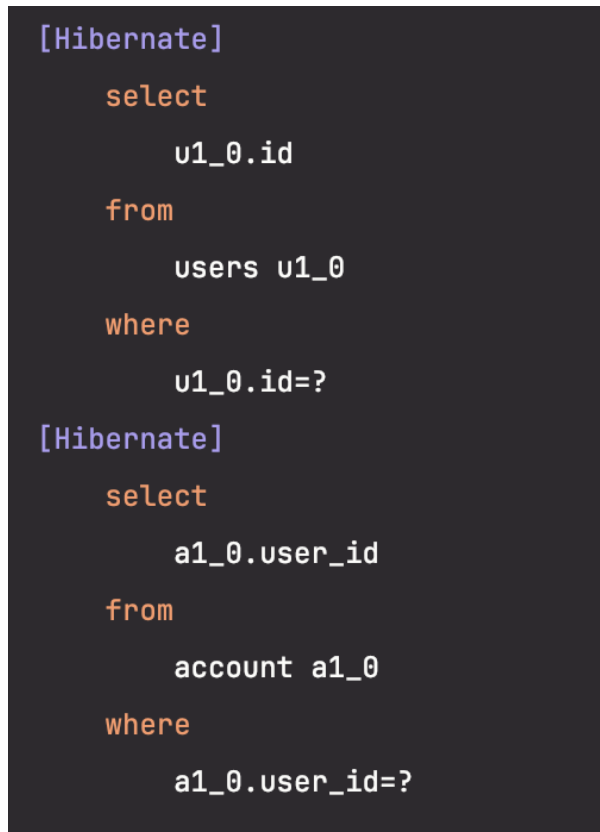 [Hibernate]
select
u1_0.id
from
users u1_0
where
u1_0.id=?
[Hibernate]
select
a1_0.user_id
from
account a1_0
where
a1_0.user_id=?